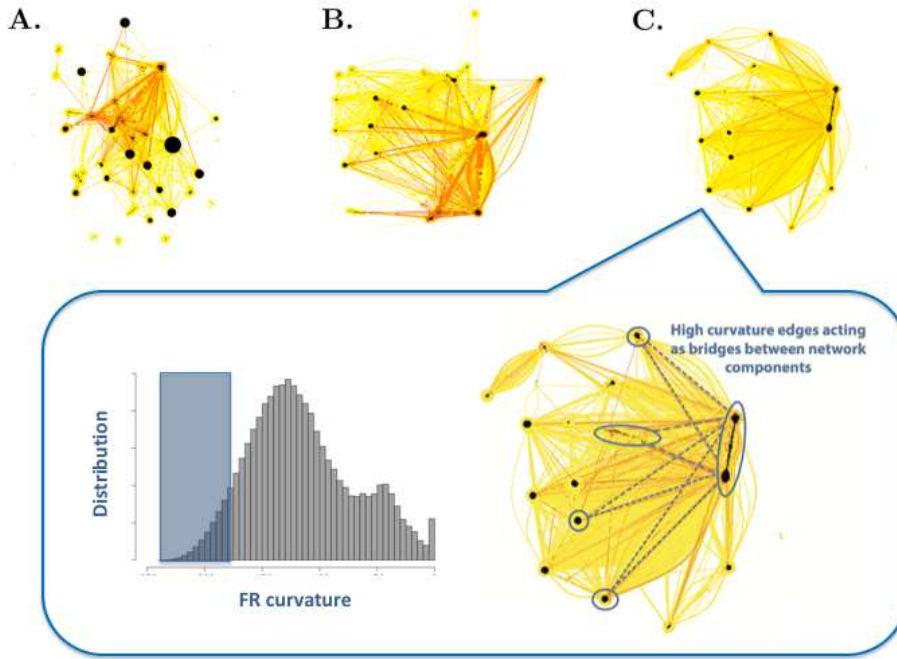 A.
B.
C.
High curvature edges acting
as bridges between network
components
Distribution
FR curvature